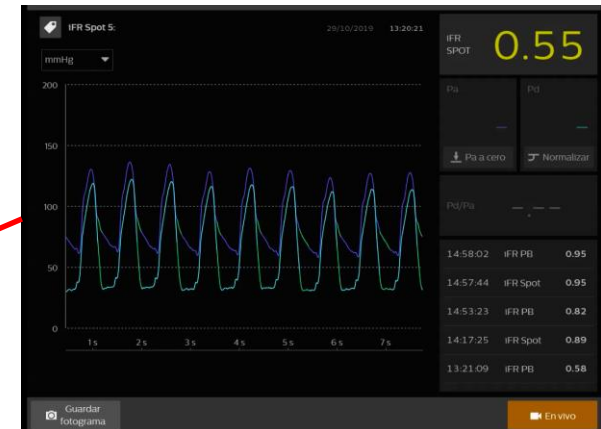 iFR Spot 5:
29/10/2019 13:20:21
mmHg
200
150
100
50
0
1 s 2 s 3 s 4 s 5 s 6 s 7 s
iFR
SPOT
0.55
Pa
Pd
Pa a cero
Normalizar
Pd/Pa
-.--
14:58:02 iFR PB 0.95
14:57:44 iFR Spot 0.95
14:53:23 iFR PB 0.82
14:17:25 iFR Spot 0.89
13:21:09 iFR PB 0.58
Guardar
fotograma
En vivo